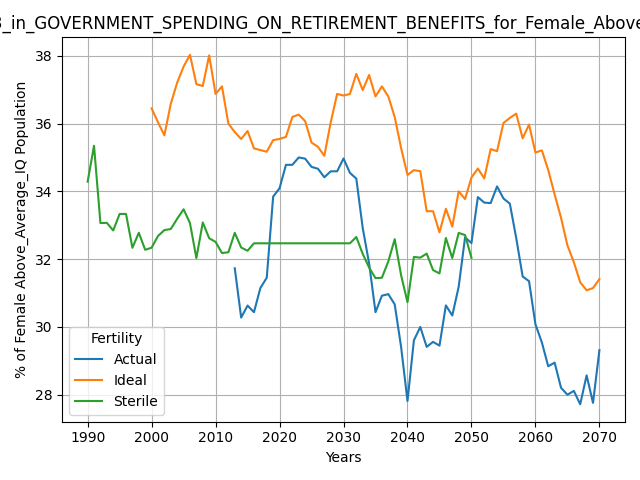 _in_GOVERNMENT_SPENDING_ON_RETIREMENT_BENEFITS_for_Female_Above
% of Female Above_Average_IQ Population
38
36
34
32
30
28
Fertility
Actual
Ideal
Sterile
1990 2000 2010 2020 2030 2040 2050 2060 2070
Years